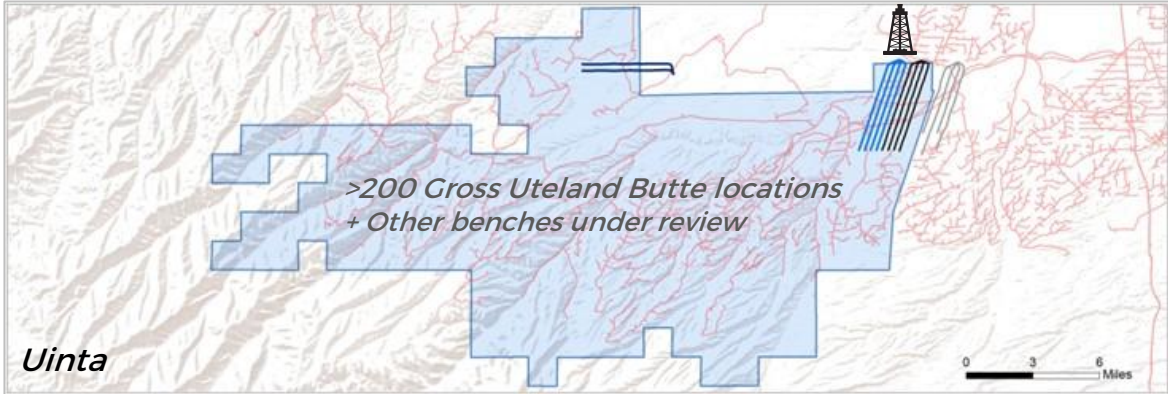 >200 Gross Uteland Butte locations
+ Other benches under review
Uinta
0 3 6
Miles